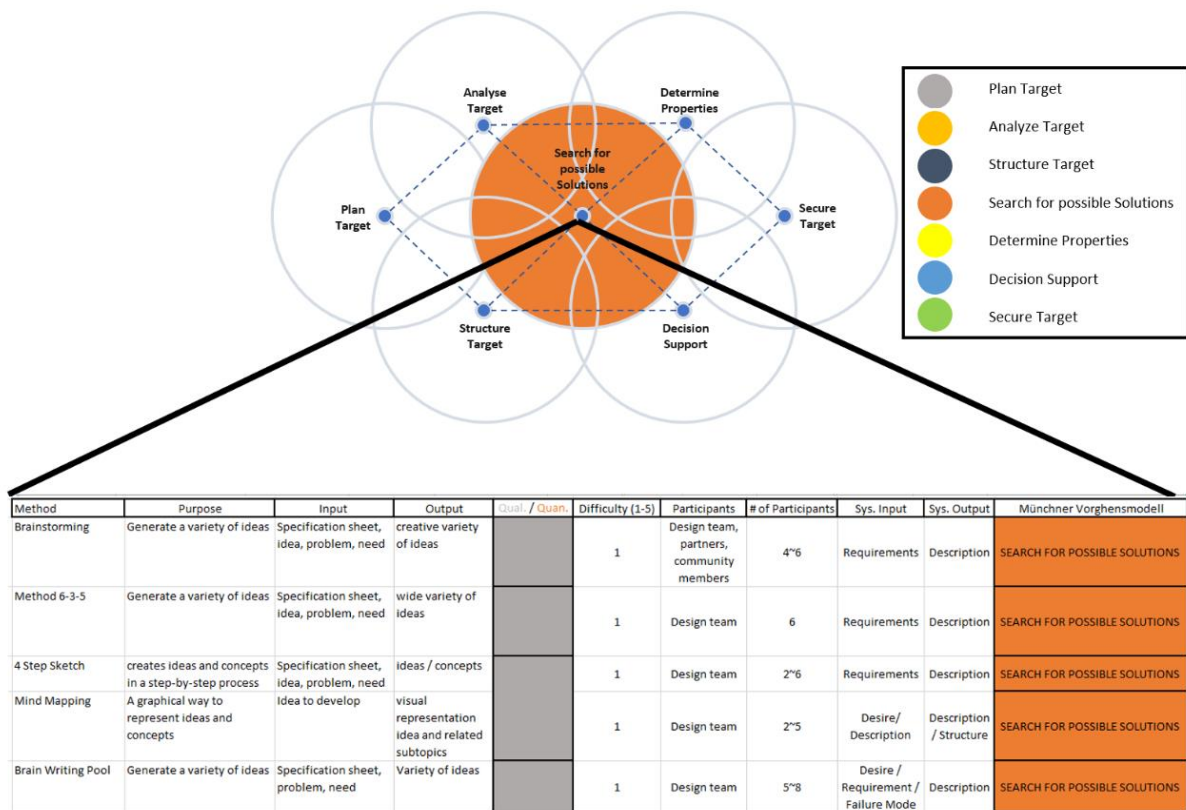 Analyse
Target
Determine
Properties
Search for
possible
Solutions
Plan
Target
Secure
Target
Structure
Target
Decision
Support
Plan Target
Analyze Target
Structure Target
Search for possible Solutions
Determine Properties
Decision Support
Secure Target
Method Purpose Input Output Qual. / Quan. Difficulty (1-5) Participants # of Participants Sys. Input Sys. Output Münchner Vorghensmodell
Brainstorming
Generate a variety of ideas
Specification sheet,
idea, problem, need
creative variety
of ideas
1
Design team,
partners,
community
members
4~6
Requirements
Description
SEARCH FOR POSSIBLE SOLUTIONS
Method 6-3-5
Generate a variety of ideas
Specification sheet,
idea, problem, need
wide variety of
ideas
1
Design team
6
Requirements
Description
SEARCH FOR POSSIBLE SOLUTIONS
4 Step Sketch
creates ideas and concepts
in a step-by-step process
Specification sheet,
idea, problem, need
ideas / concepts
1
Design team
2~6
Requirements
Description
SEARCH FOR POSSIBLE SOLUTIONS
Mind Mapping
A graphical way to
represent ideas and
concepts
Idea to develop
visual
representation
idea and related
subtopics
1
Design team
2~5
Desire/
Description
Description
/ Structure
SEARCH FOR POSSIBLE SOLUTIONS
Brain Writing Pool
Generate a variety of ideas
Specification sheet,
problem, need
Variety of ideas
1
Design team
5~8
Desire /
Requirement /
Failure Mode
Description
SEARCH FOR POSSIBLE SOLUTIONS